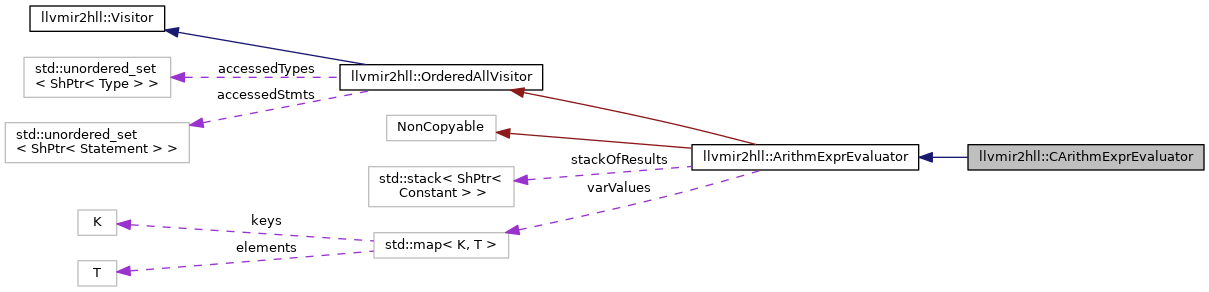 llvmir2hll::Visitor
std::unordered_set
< ShPtr< Type > >
accessedTypes
llvmir2hll::OrderedAllVisitor
accessedStmts
std::unordered_set
< ShPtr< Statement > >
NonCopyable
stackOfResults
llvmir2hll::ArithmExprEvaluator
llvmir2hll::CArithmExprEvaluator
std::stack< ShPtr<
Constant > >
varValues
K
keys
std::map< K, T >
elements
T